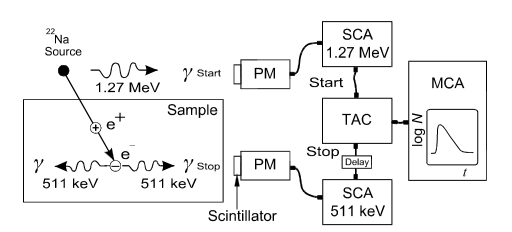 ²²Na
Source
1.27 MeV
γ Start
PM
SCA
1.27 MeV
Start
MCA
log N
t
TAC
Sample
e⁺
e⁻
γ
511 keV
511 keV
γ Stop
PM
Scintillator
Stop
Delay
SCA
511 keV